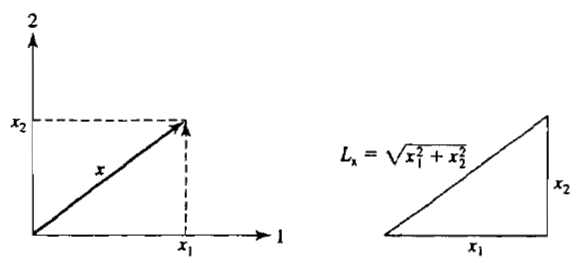 2
x₂
x
x₁
1
Lₓ = √x₁² + x₂²
x₂
x₁